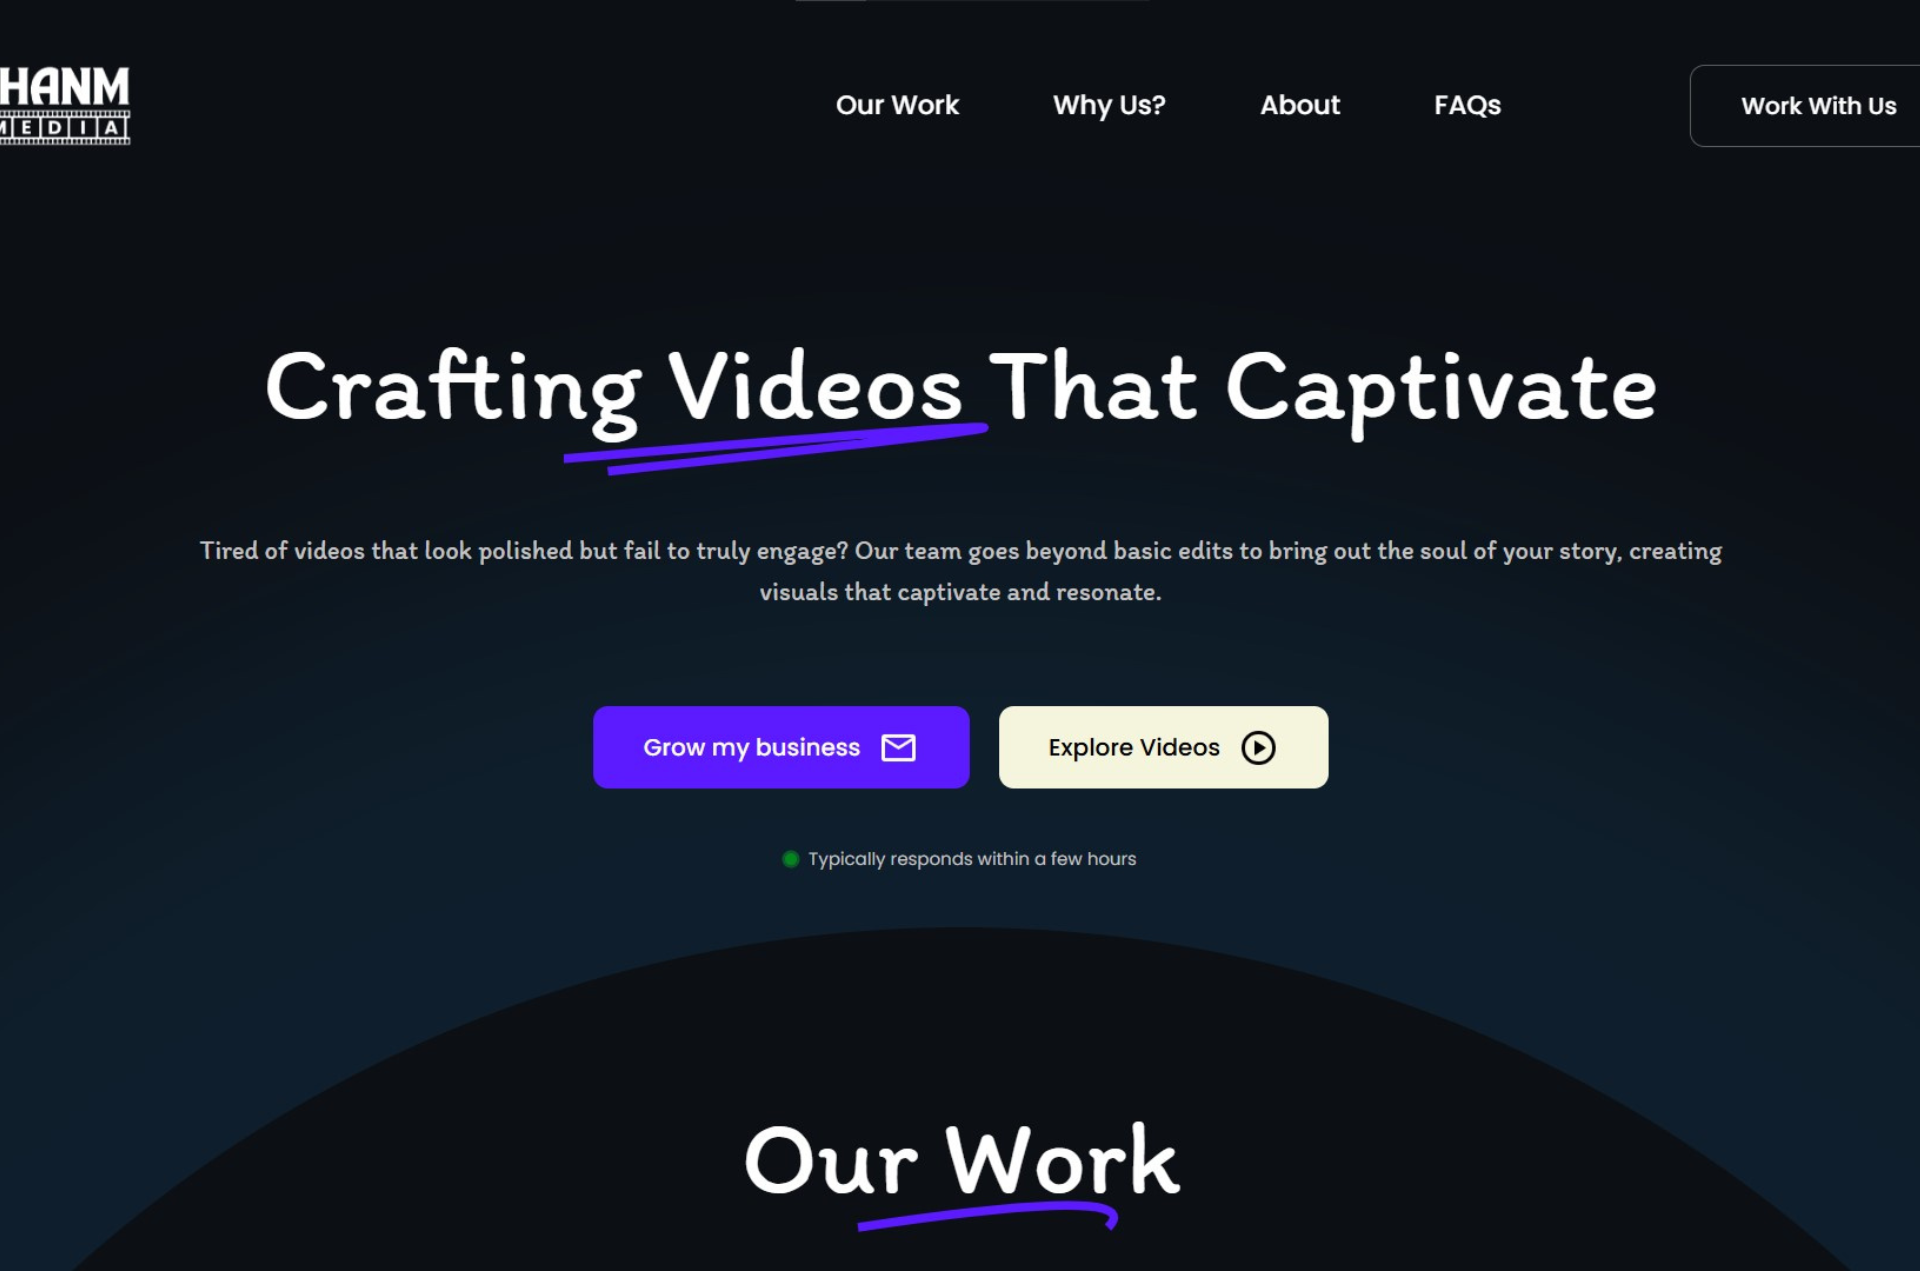 HANM
MEDIA
Our Work
Why Us?
About
FAQs
Work With Us
Crafting Videos That Captivate
Tired of videos that look polished but fail to truly engage? Our team goes beyond basic edits to bring out the soul of your story, creating
visuals that captivate and resonate.
Grow my business
Explore Videos
Typically responds within a few hours
Our Work